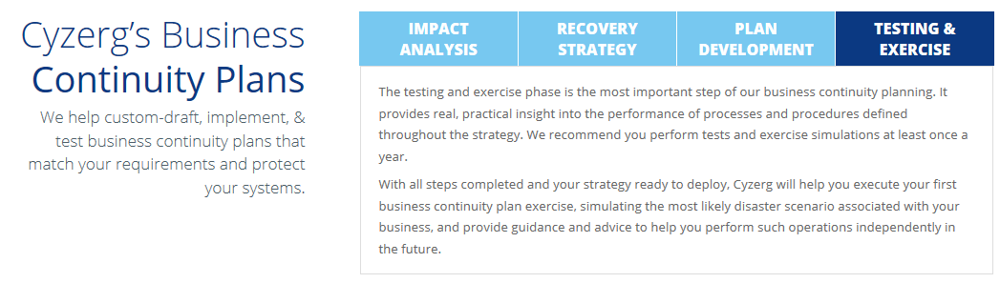 Cyzerg's Business
Continuity Plans
We help custom-draft, implement, &
test business continuity plans that
match your requirements and protect
your systems.
IMPACT
ANALYSIS
RECOVERY
STRATEGY
PLAN
DEVELOPMENT
TESTING &
EXERCISE
The testing and exercise phase is the most important step of our business continuity planning. It
provides real, practical insight into the performance of processes and procedures defined
throughout the strategy. We recommend you perform tests and exercise simulations at least once a
year.
With all steps completed and your strategy ready to deploy, Cyzerg will help you execute your first
business continuity plan exercise, simulating the most likely disaster scenario associated with your
business, and provide guidance and advice to help you perform such operations independently in
the future.